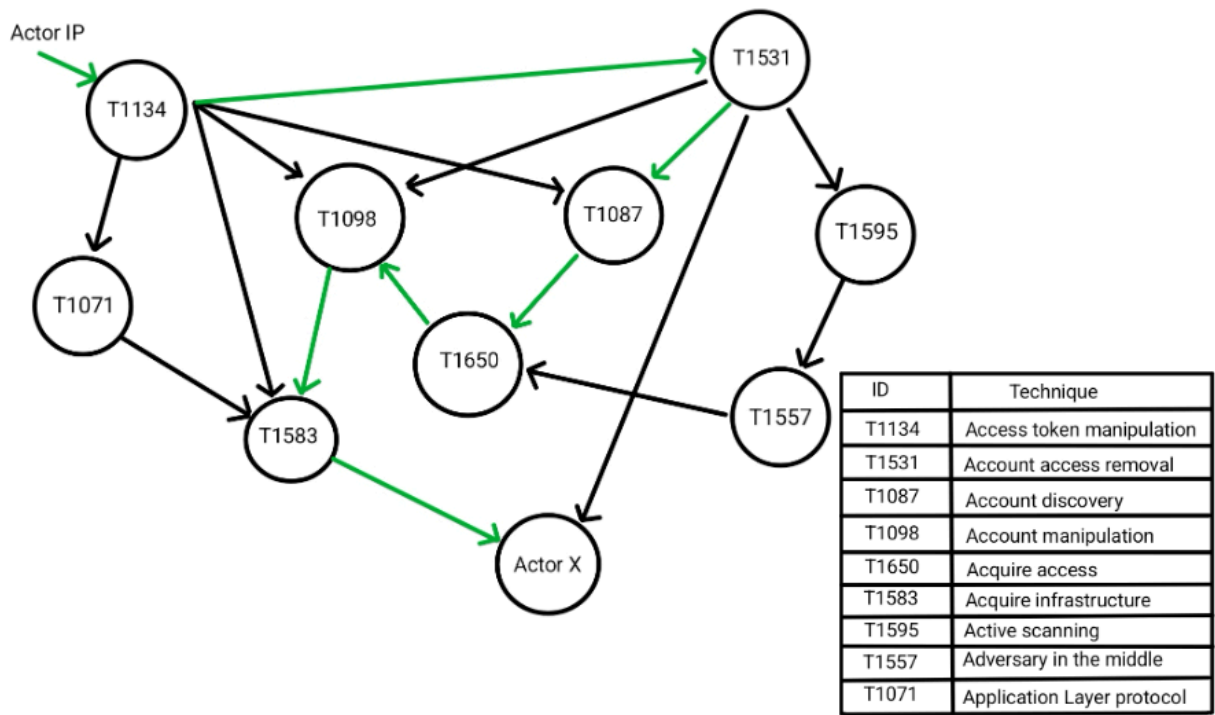 Actor IP
T1134
T1531
T1098
T1087
T1595
T1071
T1650
T1583
T1557
Actor X
ID Technique
T1134 Access token manipulation
T1531 Account access removal
T1087 Account discovery
T1098 Account manipulation
T1650 Acquire access
T1583 Acquire infrastructure
T1595 Active scanning
T1557 Adversary in the middle
T1071 Application Layer protocol